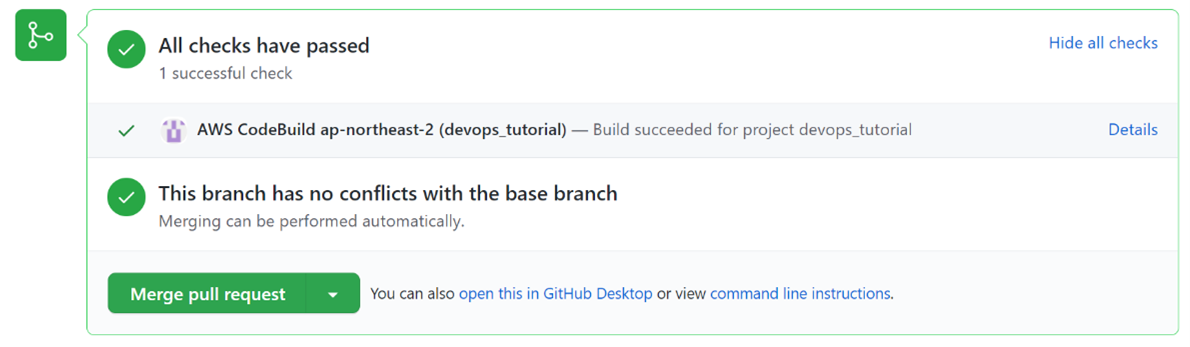 All checks have passed
Hide all checks
1 successful check
AWS CodeBuild ap-northeast-2 (devops_tutorial) — Build succeeded for project devops_tutorial
Details
This branch has no conflicts with the base branch
Merging can be performed automatically.
Merge pull request
You can also open this in GitHub Desktop or view command line instructions.